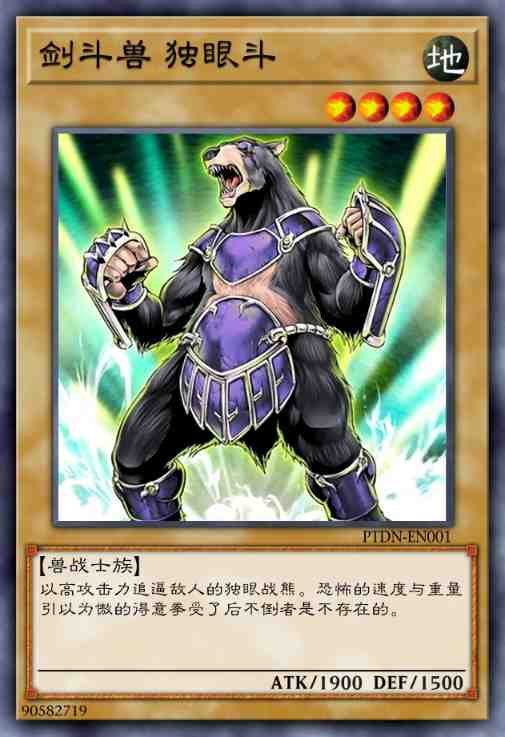 剑斗兽 独眼斗
地
PTDN-EN001
【兽战士族】
以高攻击力追逼敌人的独眼战熊。恐怖的速度与重量
引以为傲的得意拳受了后不倒者是不存在的。
ATK/1900 DEF/1500
90582719